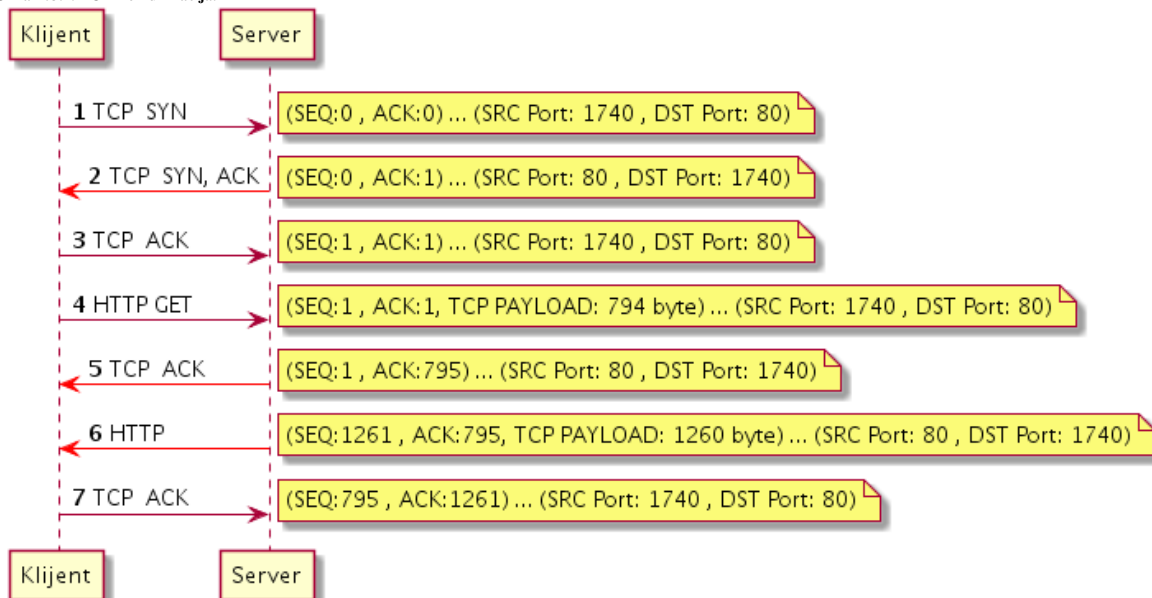 Klijent Server
1 TCP SYN (SEQ:0 , ACK:0) ... (SRC Port: 1740 , DST Port: 80)
2 TCP SYN, ACK (SEQ:0 , ACK:1) ... (SRC Port: 80 , DST Port: 1740)
3 TCP ACK (SEQ:1 , ACK:1) ... (SRC Port: 1740 , DST Port: 80)
4 HTTP GET (SEQ:1 , ACK:1, TCP PAYLOAD: 794 byte) ... (SRC Port: 1740 , DST Port: 80)
5 TCP ACK (SEQ:1 , ACK:795) ... (SRC Port: 80 , DST Port: 1740)
6 HTTP (SEQ:1261 , ACK:795, TCP PAYLOAD: 1260 byte) ... (SRC Port: 80 , DST Port: 1740)
7 TCP ACK (SEQ:795 , ACK:1261) ... (SRC Port: 1740 , DST Port: 80)
Klijent Server